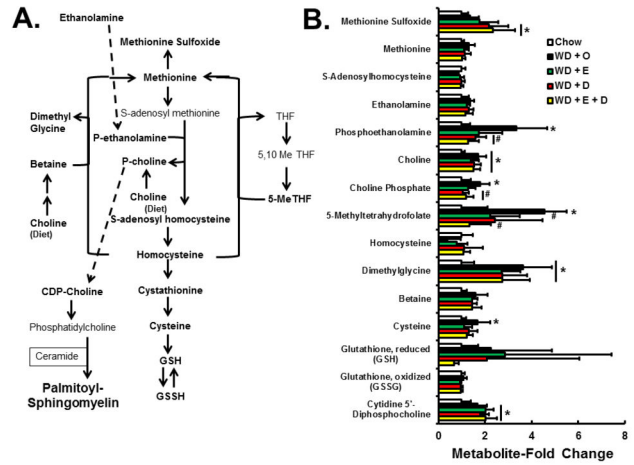 A.
Ethanolamine
Methionine Sulfoxide
Methionine
S-adenosyl methionine
Dimethyl
Glycine
P-ethanolamine
P-choline
Betaine
Choline
(Diet)
Choline
(Diet)
THF
5,10 Me THF
5-Me THF
S-adenosyl homocysteine
Homocysteine
CDP-Choline
Cystathionine
Phosphatidylcholine
Cysteine
Ceramide
GSH
GSSH
Palmitoyl-
Sphingomyelin
B.
Methionine Sulfoxide
*
Methionine
S-Adenosylhomocysteine
Ethanolamine
Phosphoethanolamine
*
#
Choline
*
Choline Phosphate
*
#
5-Methyltetrahydrofolate
*
#
#
Homocysteine
Dimethylglycine
*
Betaine
Cysteine
*
Glutathione, reduced
(GSH)
Glutathione, oxidized
(GSSG)
Cytidine 5'-
Diphosphocholine
*
Chow
WD + O
WD + E
WD + D
WD + E + D
0 2 4 6 8
Metabolite-Fold Change